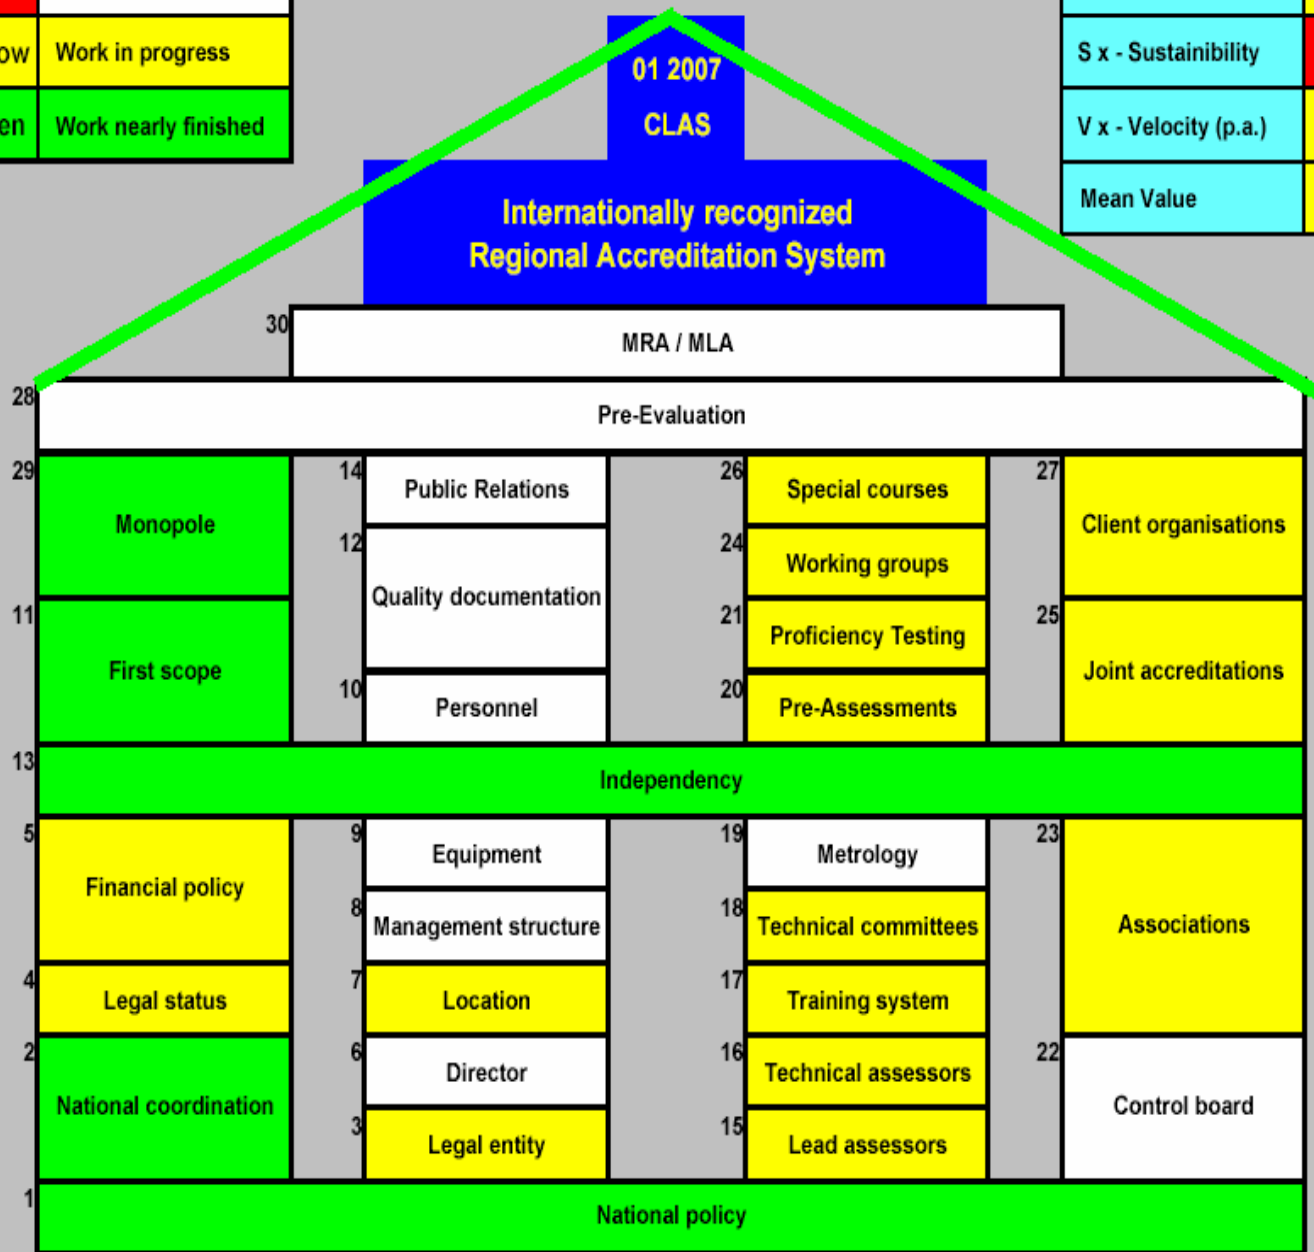 ow Work in progress
en Work nearly finished
01 2007
CLAS
S x - Sustainibility
V x - Velocity (p.a.)
Mean Value
Internationally recognized
Regional Accreditation System
30 MRA / MLA
28 Pre-Evaluation
29 Monopole
11 First scope
14 Public Relations
12 Quality documentation
10 Personnel
26 Special courses
24 Working groups
21 Proficiency Testing
20 Pre-Assessments
27 Client organisations
25 Joint accreditations
13 Independency
5 Financial policy
4 Legal status
2 National coordination
9 Equipment
8 Management structure
7 Location
6 Director
3 Legal entity
19 Metrology
18 Technical committees
17 Training system
16 Technical assessors
15 Lead assessors
23 Associations
22 Control board
1 National policy